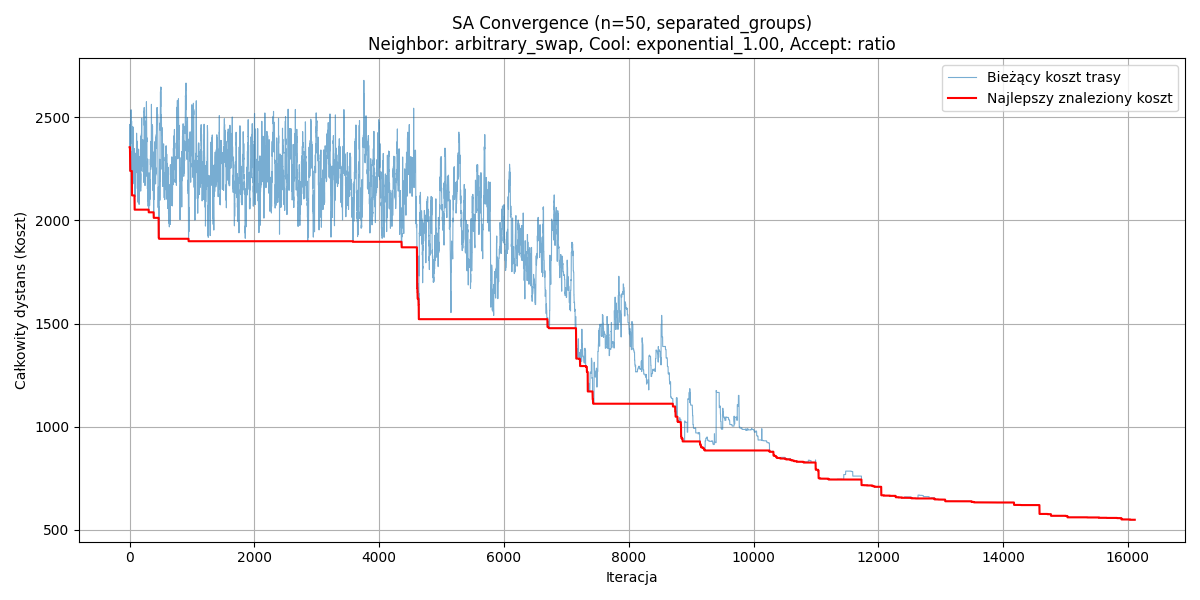 SA Convergence (n=50, separated_groups)
Neighbor: arbitrary_swap, Cool: exponential_1.00, Accept: ratio
Bieżący koszt trasy
Najlepszy znaleziony koszt
Całkowity dystans (Koszt)
2500
2000
1500
1000
500
0
2000
4000
6000
8000
10000
12000
14000
16000
Iteracja